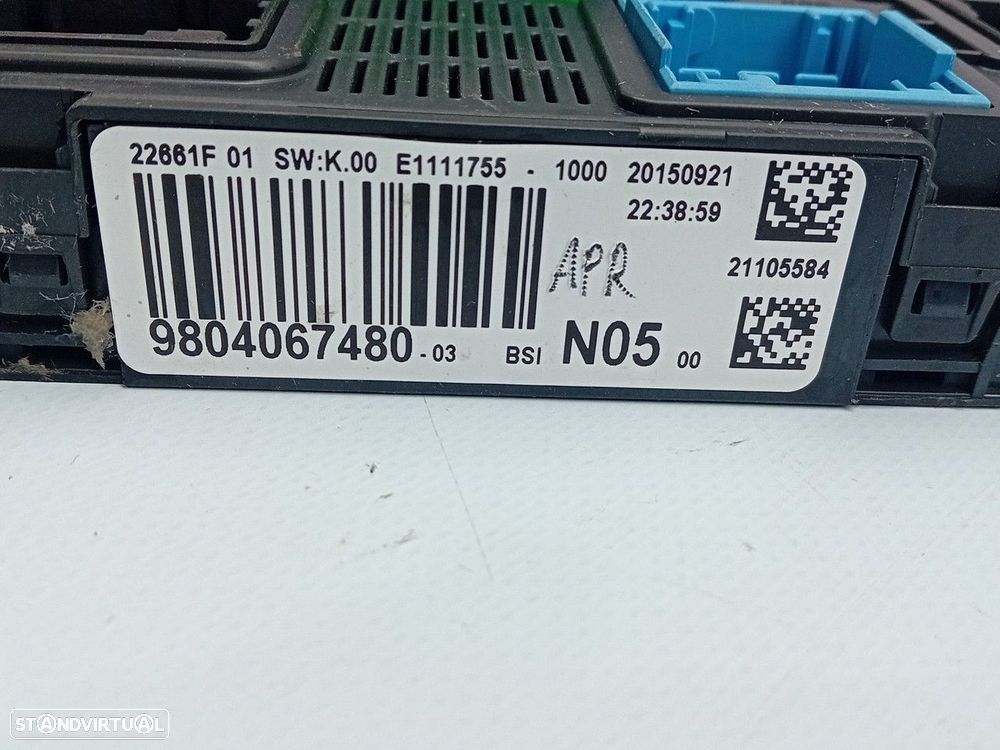 22661F 01 SW:K.00 E1111755 - 1000 20150921
22:38:59
APR
21105584
9804067480-03 BSI N05 00
STANDVIRTUAL